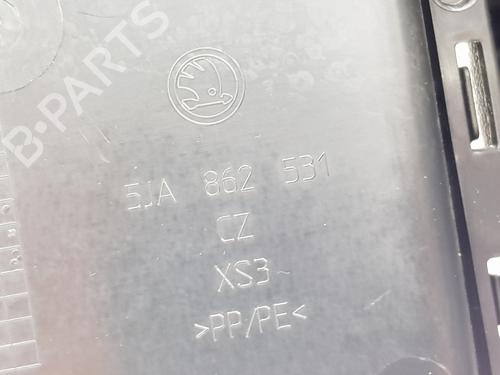 B-PARTS
5JA 862 531
CZ
XS3
>PP/PE<